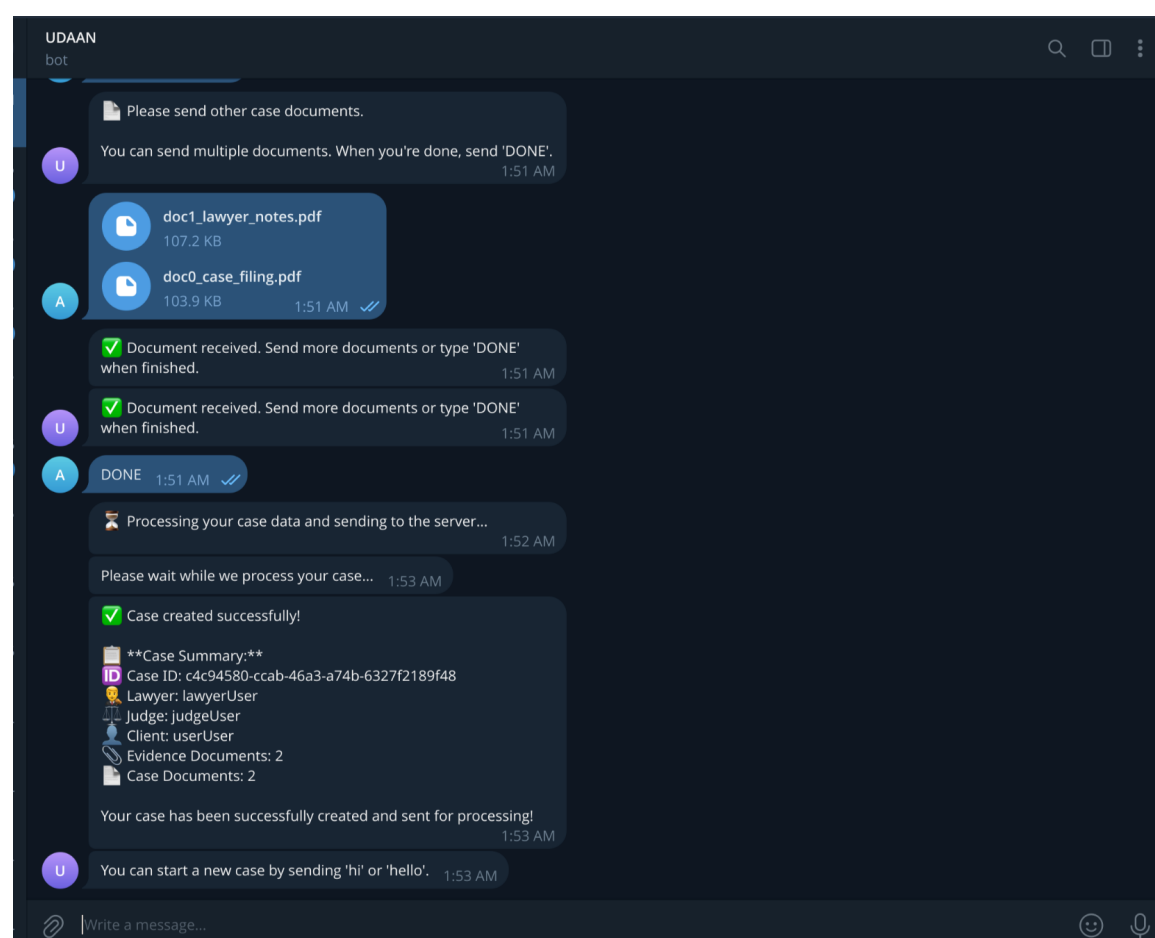 UDAAN
bot
📄 Please send other case documents.
You can send multiple documents. When you're done, send 'DONE'.
1:51 AM
U
doc1_lawyer_notes.pdf
107.2 KB
doc0_case_filing.pdf
103.9 KB
1:51 AM
A
✅ Document received. Send more documents or type 'DONE'
when finished.
1:51 AM
✅ Document received. Send more documents or type 'DONE'
when finished.
1:51 AM
U
A
DONE 1:51 AM
⏳ Processing your case data and sending to the server...
1:52 AM
Please wait while we process your case... 1:53 AM
✅ Case created successfully!
📋 **Case Summary:**
🆔 Case ID: c4c94580-ccab-46a3-a74b-6327f2189f48
👨‍⚖️ Lawyer: lawyerUser
⚖️ Judge: judgeUser
👤 Client: userUser
📎 Evidence Documents: 2
📄 Case Documents: 2
Your case has been successfully created and sent for processing!
1:53 AM
U
You can start a new case by sending 'hi' or 'hello'. 1:53 AM
Write a message...